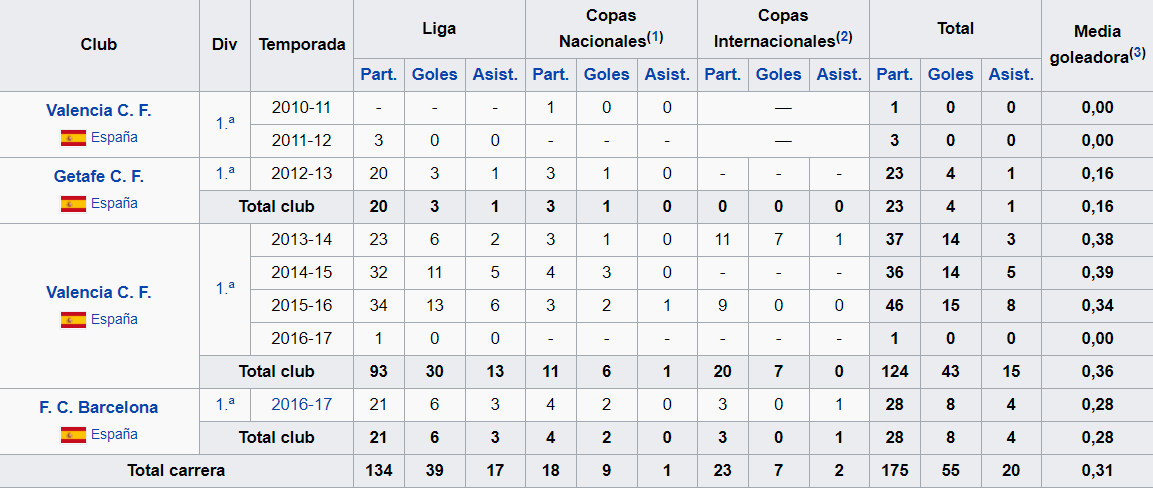 Club Div Temporada Liga Copas Nacionales(1) Copas Internacionales(2) Total Media goleadora(3)
Part. Goles Asist. Part. Goles Asist. Part. Goles Asist. Part. Goles Asist.
Valencia C. F. España 1.ª 2010-11 - - - 1 0 0 — 1 0 0 0,00
2011-12 3 0 0 - - - — 3 0 0 0,00
Getafe C. F. España 1.ª 2012-13 20 3 1 3 1 0 - - - 23 4 1 0,16
Total club 20 3 1 3 1 0 0 0 0 23 4 1 0,16
Valencia C. F. España 1.ª 2013-14 23 6 2 3 1 0 11 7 1 37 14 3 0,38
2014-15 32 11 5 4 3 0 - - - 36 14 5 0,39
2015-16 34 13 6 3 2 1 9 0 0 46 15 8 0,34
2016-17 1 0 0 - - - - - - 1 0 0 0,00
Total club 93 30 13 11 6 1 20 7 0 124 43 15 0,36
F. C. Barcelona España 1.ª 2016-17 21 6 3 4 2 0 3 0 1 28 8 4 0,28
Total club 21 6 3 4 2 0 3 0 1 28 8 4 0,28
Total carrera 134 39 17 18 9 1 23 7 2 175 55 20 0,31